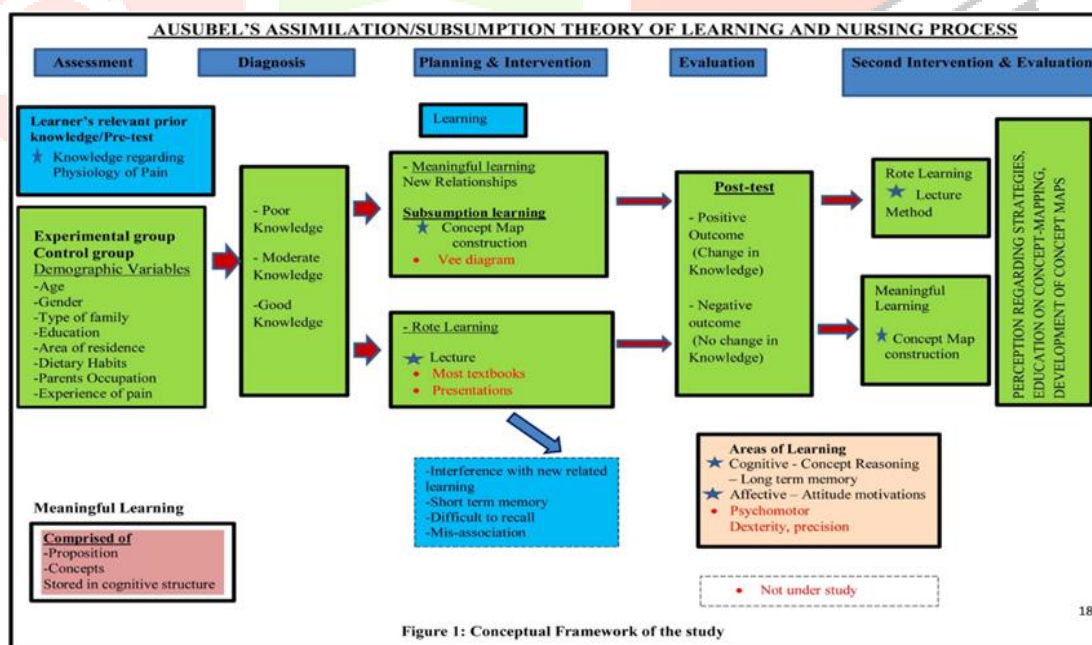 AUSUBEL'S ASSIMILATION/SUBSUMPTION THEORY OF LEARNING AND NURSING PROCESS
Assessment
Diagnosis
Planning & Intervention
Evaluation
Second Intervention & Evaluation
Learner's relevant prior
knowledge/Pre-test
Knowledge regarding
Physiology of Pain
Experimental group
Control group
Demographic Variables
-Age
-Gender
-Type of family
-Education
-Area of residence
-Dietary Habits
-Parents Occupation
-Experience of pain
- Poor
Knowledge
- Moderate
Knowledge
-Good
Knowledge
Learning
- Meaningful learning
New Relationships
Subsumption learning
Concept Map
construction
• Vee diagram
- Rote Learning
Lecture
• Most textbooks
• Presentations
-Interference with new related
learning
-Short term memory
-Difficult to recall
-Mis-association
Post-test
- Positive
Outcome
(Change in
Knowledge)
- Negative
outcome
(No change in
Knowledge)
Rote Learning
Lecture
Method
Meaningful
Learning
Concept Map
construction
PERCEPTION REGARDING STRATEGIES,
EDUCATION ON CONCEPT-MAPPING,
DEVELOPMENT OF CONCEPT MAPS
Areas of Learning
Cognitive - Concept Reasoning
– Long term memory
Affective – Attitude motivations
• Psychomotor
Dexterity, precision
• Not under study
Meaningful Learning
Comprised of
-Proposition
-Concepts
Stored in cognitive structure
18
Figure 1: Conceptual Framework of the study